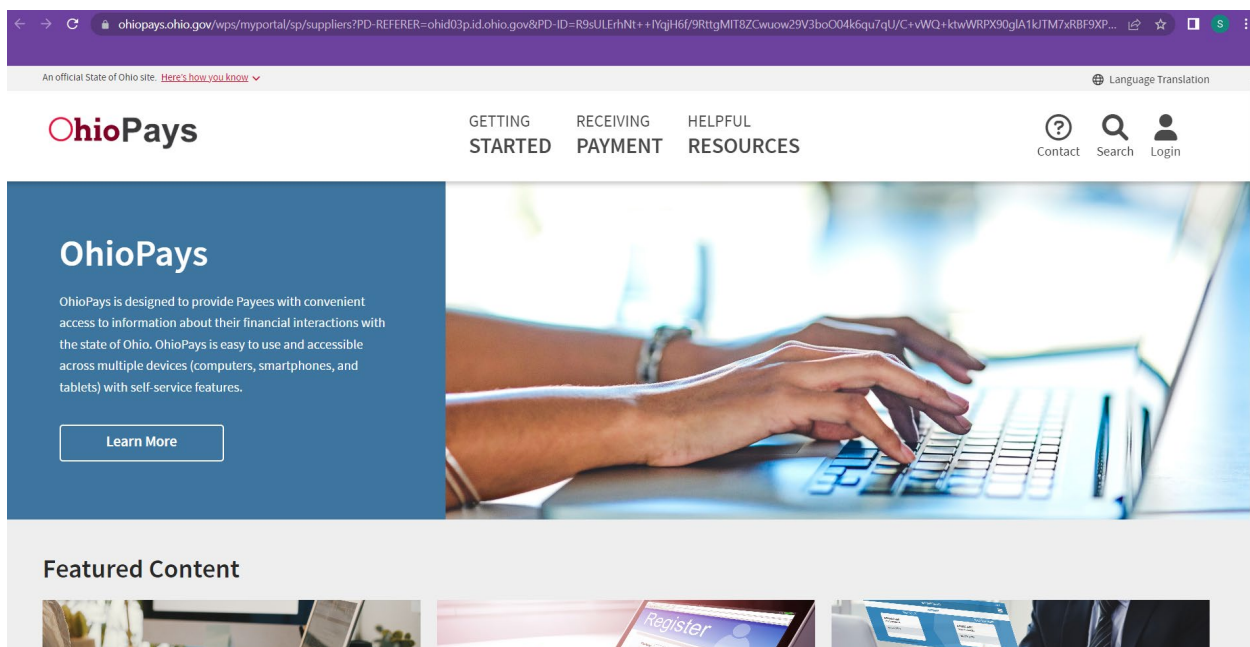 ohiopays.ohio.gov/wps/myportal/sp/suppliers?PD-REFERER=ohid03p.id.ohio.gov&PD-ID=R9sULErhNt++IYqjH6f/9RttgMIT8ZCwuow29V3boO04k6qu7qU/C+vWQ+ktwWRPX90glA1kJTM7xRBF9XP...
S
An official State of Ohio site. Here's how you know
Language Translation
OhioPays
GETTING STARTED
RECEIVING PAYMENT
HELPFUL RESOURCES
Contact Search Login
OhioPays
OhioPays is designed to provide Payees with convenient
access to information about their financial interactions with
the state of Ohio. OhioPays is easy to use and accessible
across multiple devices (computers, smartphones, and
tablets) with self-service features.
Learn More
Featured Content
Register